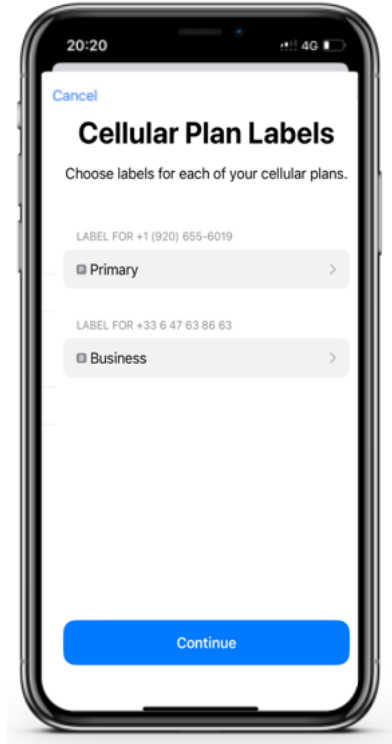 20:20
4G
Cancel
Cellular Plan Labels
Choose labels for each of your cellular plans.
LABEL FOR +1 (920) 655-6019
P Primary
LABEL FOR +33 6 47 63 86 63
B Business
Continue